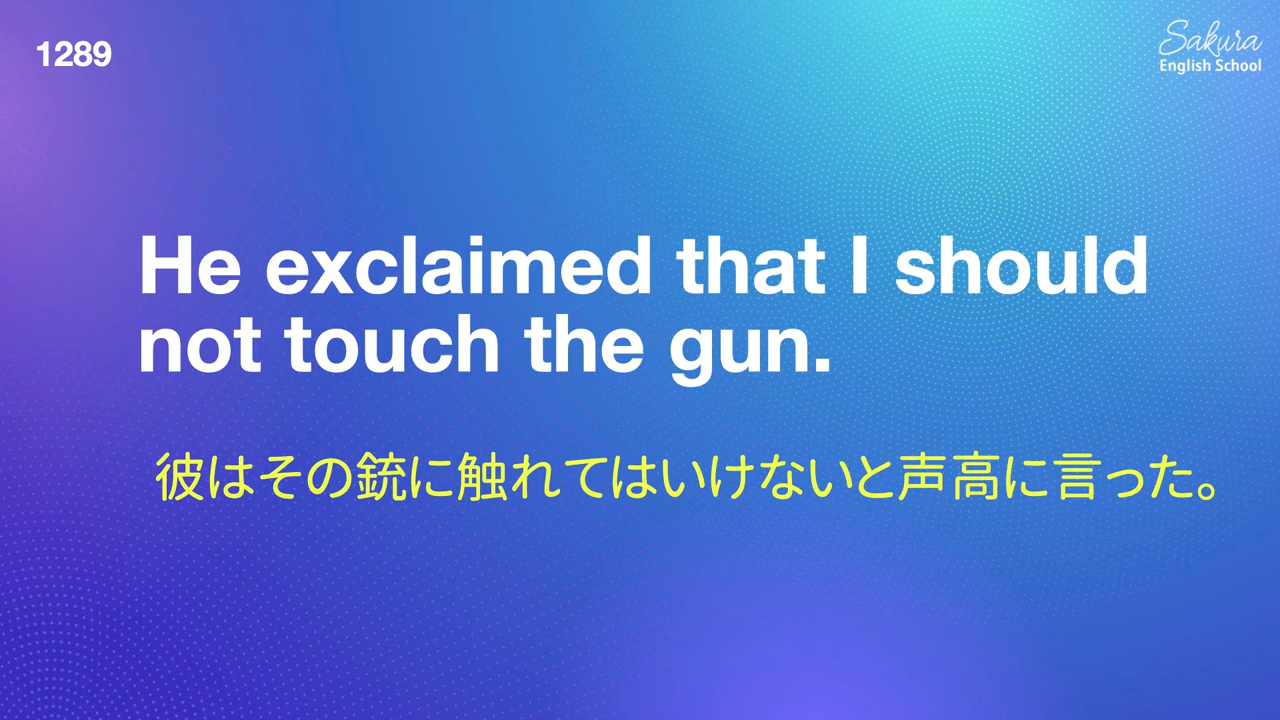 1289
Sakura
English School
He exclaimed that I should
not touch the gun.
彼はその銃に触れてはいけないと声高に言った。